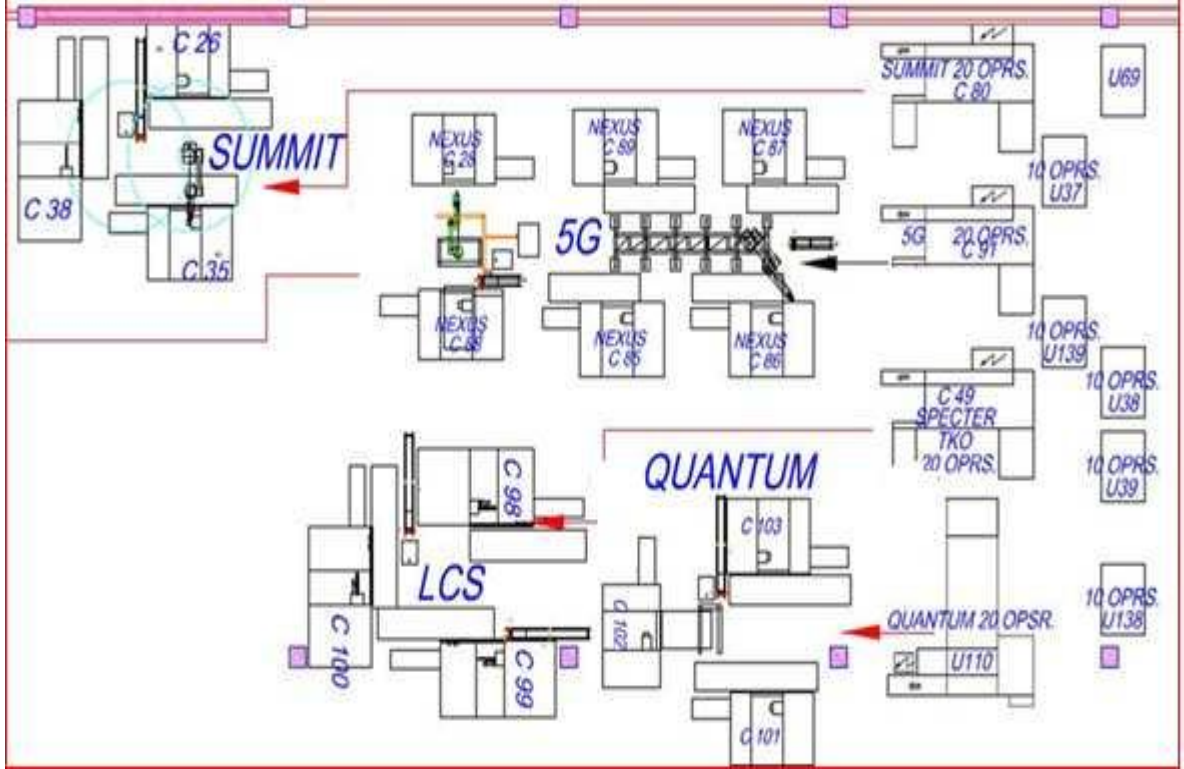 C 26
SUMMIT 20 OPRS.
C 80
U69
SUMMIT
NEXUS
C 28
NEXUS
C 89
NEXUS
C 87
10 OPRS.
U37
C 38
C 35
5G
5G 20 OPRS.
C 91
NEXUS
NEXUS
C 85
NEXUS
C 86
10 OPRS.
U139
10 OPRS.
U38
C 49
SPECTER
TKO
20 OPRS.
QUANTUM
C 98
10 OPRS.
U39
C 103
LCS
C 100
C 102
QUANTUM 20 OPSR.
10 OPRS.
U138
C 99
U110
C 101